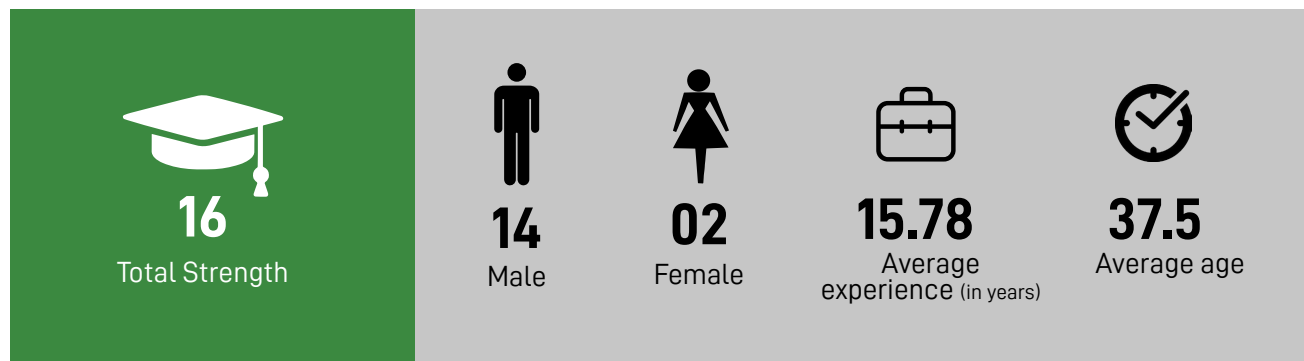 16
Total Strength
14
Male
02
Female
15.78
Average
experience (in years)
37.5
Average age